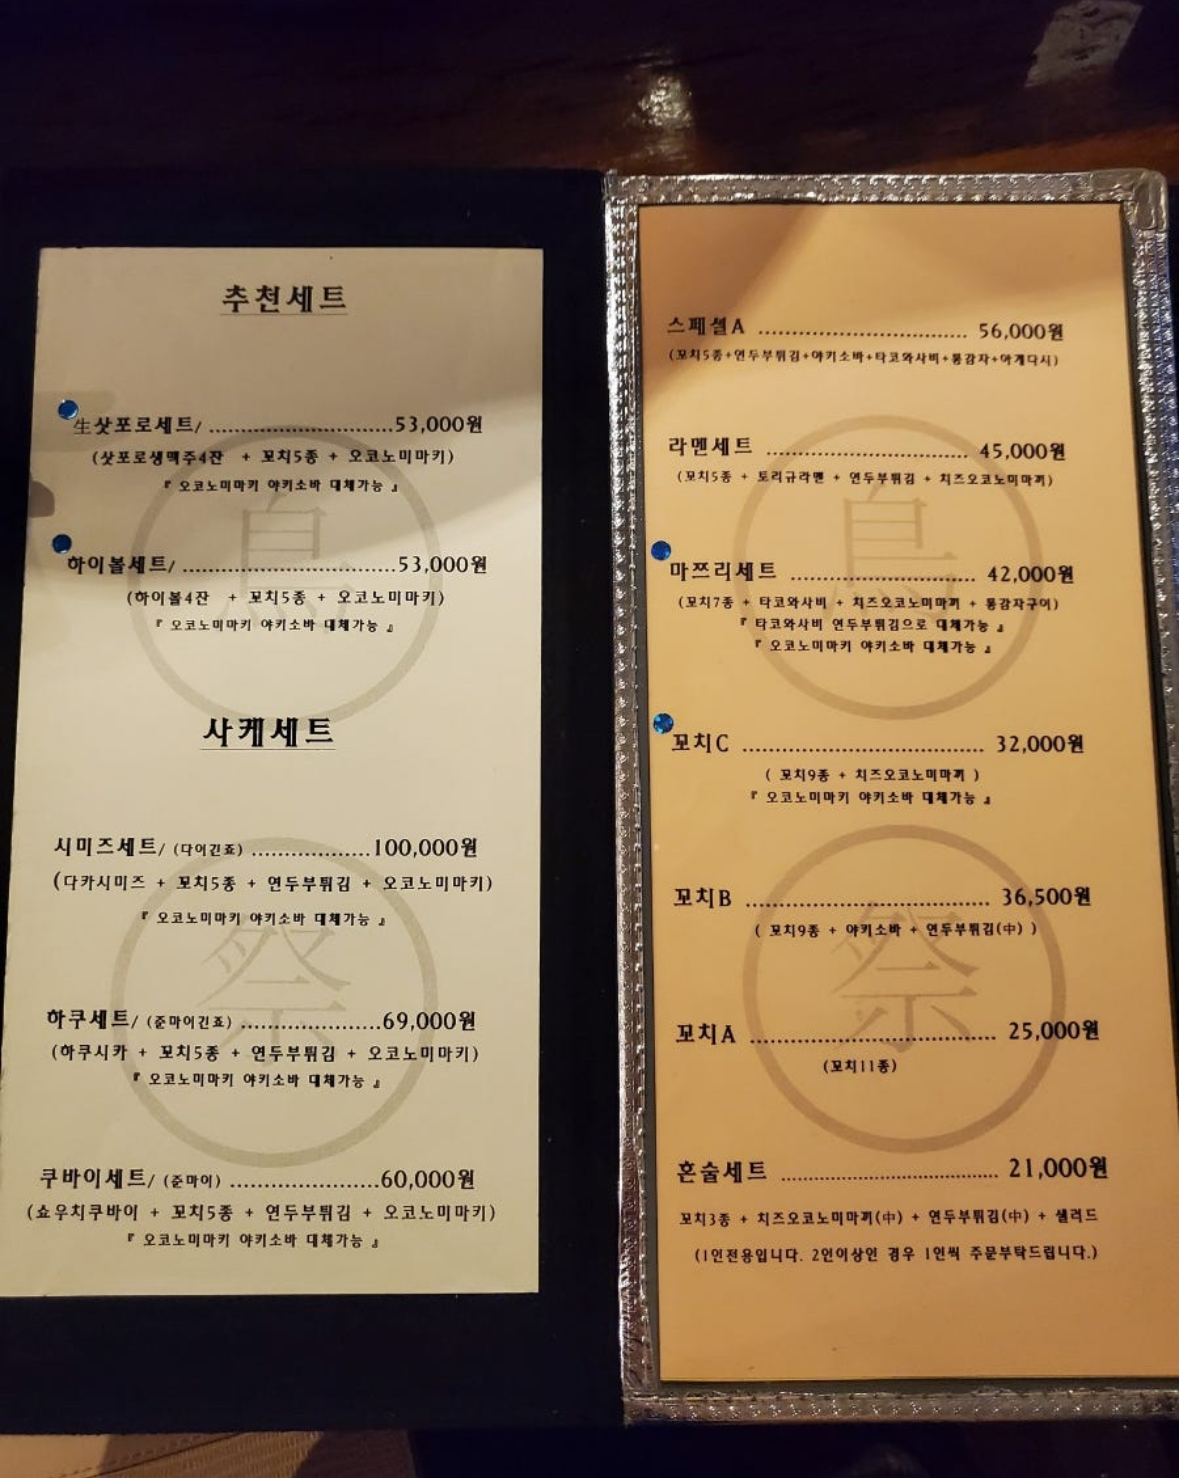 추천세트
生삿포로세트/ ..............................53,000원
(삿포로생맥주4잔 + 꼬치5종 + 오코노미마키)
『 오코노미마키 야키소바 대체가능 』
하이볼세트/ ...................................53,000원
(하이볼4잔 + 꼬치5종 + 오코노미마키)
『 오코노미마키 야키소바 대체가능 』
사케세트
시미즈세트/ (다이긴죠) ...................100,000원
(다카시미즈 + 꼬치5종 + 연두부튀김 + 오코노미마키)
『 오코노미마키 야키소바 대체가능 』
하쿠세트/ (준마이긴죠) .....................69,000원
(하쿠시카 + 꼬치5종 + 연두부튀김 + 오코노미마키)
『 오코노미마키 야키소바 대체가능 』
쿠바이세트/ (준마이) ........................60,000원
(쇼우치쿠바이 + 꼬치5종 + 연두부튀김 + 오코노미마키)
『 오코노미마키 야키소바 대체가능 』
鳥
祭
스페셜A .................................. 56,000원
(꼬치5종+연두부튀김+야키소바+타코와사비+통감자+아게다시)
라멘세트 ................................. 45,000원
(꼬치5종 + 토리규라멘 + 연두부튀김 + 치즈오코노미마끼)
마쯔리세트 .............................. 42,000원
(꼬치7종 + 타코와사비 + 치즈오코노미마끼 + 통감자구이)
『 타코와사비 연두부튀김으로 대체가능 』
『 오코노미마키 야키소바 대체가능 』
꼬치C ....................................... 32,000원
( 꼬치9종 + 치즈오코노미마끼 )
『 오코노미마키 야키소바 대체가능 』
꼬치B ....................................... 36,500원
( 꼬치9종 + 야키소바 + 연두부튀김(中) )
꼬치A ....................................... 25,000원
(꼬치11종)
혼술세트 ................................... 21,000원
꼬치3종 + 치즈오코노미마끼(中) + 연두부튀김(中) + 샐러드
(1인전용입니다. 2인이상인 경우 1인씩 주문부탁드립니다.)
鳥
祭